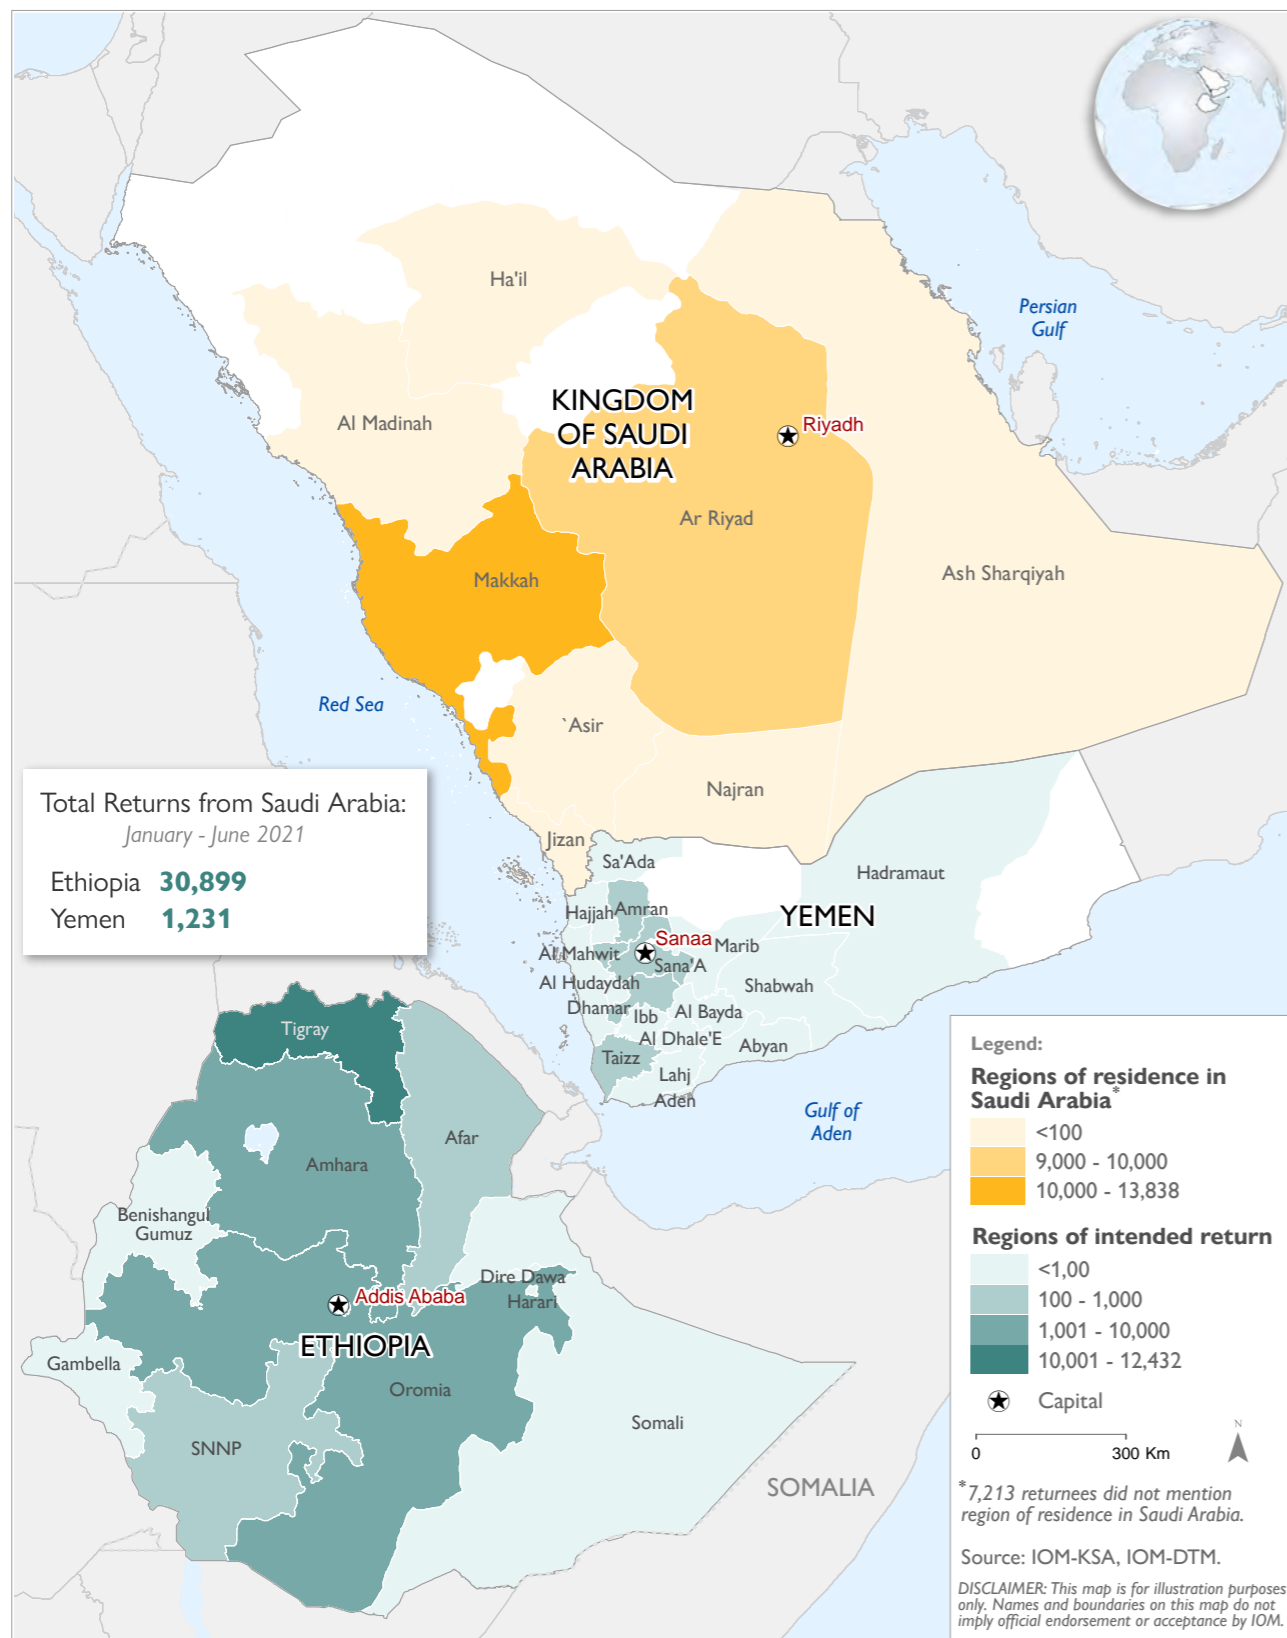 Ha'il
Persian
Gulf
KINGDOM
OF SAUDI
ARABIA
Al Madinah
Riyadh
Ar Riyad
Makkah
Ash Sharqiyah
Red Sea
`Asir
Najran
Total Returns from Saudi Arabia:
January - June 2021
Ethiopia 30,899
Yemen 1,231
Jizan
Sa'Ada
Hadramaut
Hajjah
Amran
YEMEN
Sanaa
Marib
Al Mahwit
Sana'A
Al Hudaydah
Shabwah
Dhamar
Ibb
Al Bayda
Al Dhale'E
Abyan
Taizz
Lahj
Aden
Gulf of
Aden
Tigray
Afar
Amhara
Benishangul
Gumuz
Dire Dawa
Harari
Addis Ababa
ETHIOPIA
Gambella
Oromia
Somali
SNNP
SOMALIA
Legend:
Regions of residence in
Saudi Arabia*
<100
9,000 - 10,000
10,000 - 13,838
Regions of intended return
<1,00
100 - 1,000
1,001 - 10,000
10,001 - 12,432
Capital
N
0 300 Km
*7,213 returnees did not mention
region of residence in Saudi Arabia.
Source: IOM-KSA, IOM-DTM.
DISCLAIMER: This map is for illustration purposes
only. Names and boundaries on this map do not
imply official endorsement or acceptance by IOM.